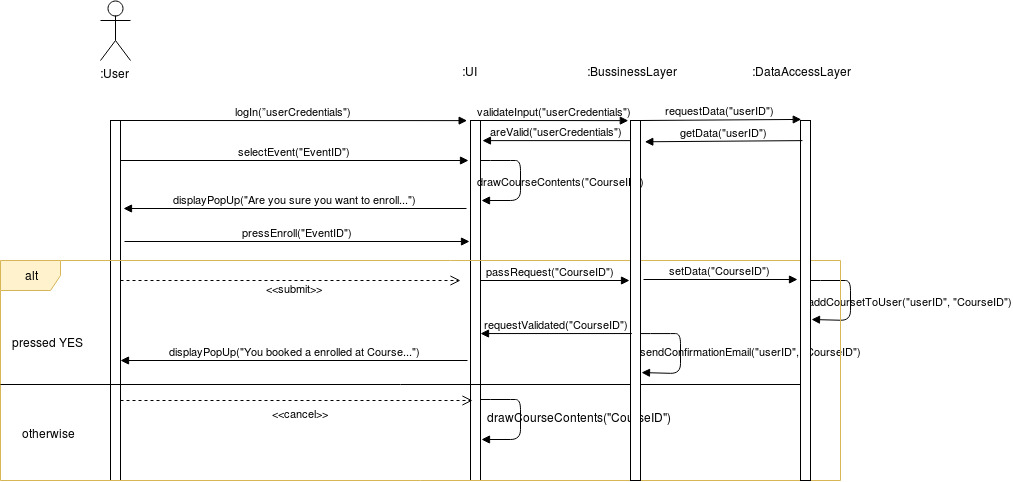 :User
:UI
:BussinessLayer
:DataAccessLayer
logIn("userCredentials")
validateInput("userCredentials")
requestData("userID")
areValid("userCredentials")
getData("userID")
selectEvent("EventID")
drawCourseContents("CourseID")
displayPopUp("Are you sure you want to enroll...")
pressEnroll("EventID")
alt
passRequest("CourseID")
setData("CourseID")
<<submit>>
addCoursetToUser("userID", "CourseID")
requestValidated("CourseID")
pressed YES
displayPopUp("You booked a enrolled at Course...")
sendConfirmationEmail("userID", "CourseID")
<<cancel>>
drawCourseContents("CourseID")
otherwise